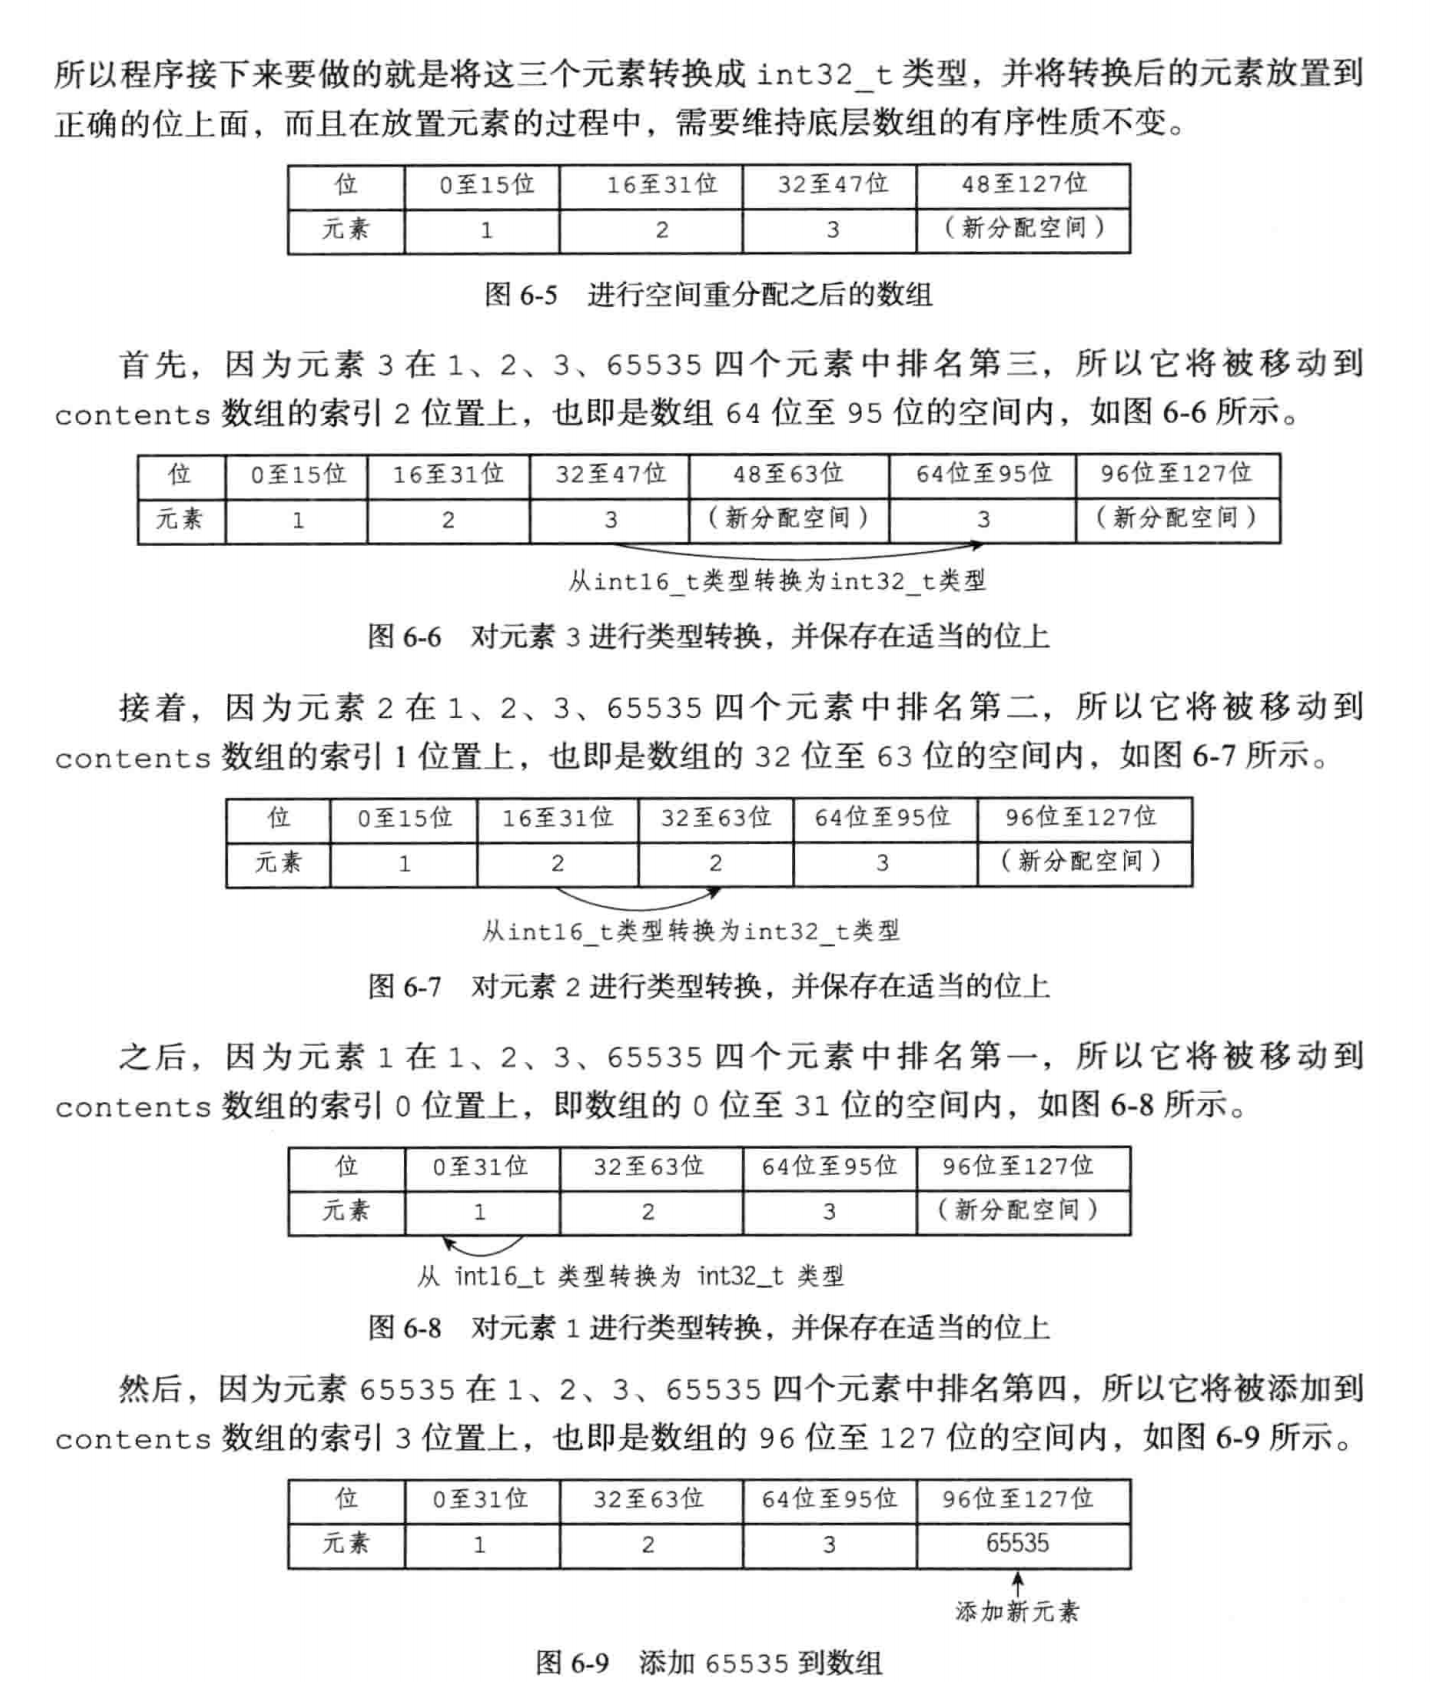 所以程序接下来要做的就是将这三个元素转换成 int32_t 类型，并将转换后的元素放置到
正确的位上面，而且在放置元素的过程中，需要维持底层数组的有序性质不变。
位 0至15位 16至31位 32至47位 48至127位
元素 1 2 3 （新分配空间）
图 6-5 进行空间重分配之后的数组
首先，因为元素 3 在 1、2、3、65535 四个元素中排名第三，所以它将被移动到
contents 数组的索引 2 位置上，也即是数组 64 位至 95 位的空间内，如图 6-6 所示。
位 0至15位 16至31位 32至47位 48至63位 64位至95位 96位至127位
元素 1 2 3 （新分配空间） 3 （新分配空间）
从int16_t类型转换为int32_t类型
图 6-6 对元素 3 进行类型转换，并保存在适当的位上
接着，因为元素 2 在 1、2、3、65535 四个元素中排名第二，所以它将被移动到
contents 数组的索引 1 位置上，也即是数组的 32 位至 63 位的空间内，如图 6-7 所示。
位 0至15位 16至31位 32至63位 64位至95位 96位至127位
元素 1 2 2 3 （新分配空间）
从int16_t类型转换为int32_t类型
图 6-7 对元素 2 进行类型转换，并保存在适当的位上
之后，因为元素 1 在 1、2、3、65535 四个元素中排名第一，所以它将被移动到
contents 数组的索引 0 位置上，即数组的 0 位至 31 位的空间内，如图 6-8 所示。
位 0至31位 32至63位 64位至95位 96位至127位
元素 1 2 3 （新分配空间）
从 int16_t 类型转换为 int32_t 类型
图 6-8 对元素 1 进行类型转换，并保存在适当的位上
然后，因为元素 65535 在 1、2、3、65535 四个元素中排名第四，所以它将被添加到
contents 数组的索引 3 位置上，也即是数组的 96 位至 127 位的空间内，如图 6-9 所示。
位 0至31位 32至63位 64位至95位 96位至127位
元素 1 2 3 65535
添加新元素
图 6-9 添加 65535 到数组